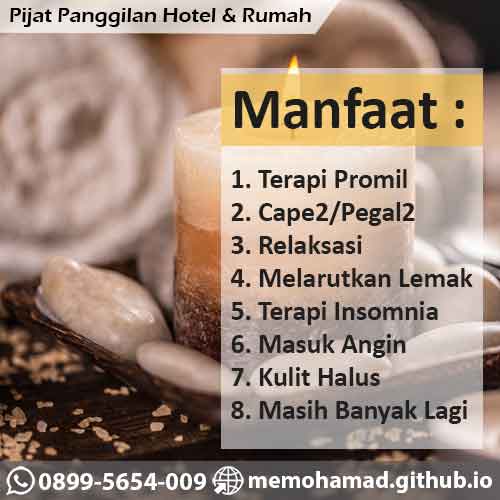 Pijat Panggilan Hotel & Rumah
Manfaat :
1. Terapi Promil
2. Cape2/Pegal2
3. Relaksasi
4. Melarutkan Lemak
5. Terapi Insomnia
6. Masuk Angin
7. Kulit Halus
8. Masih Banyak Lagi
0899-5654-009 memohamad.github.io